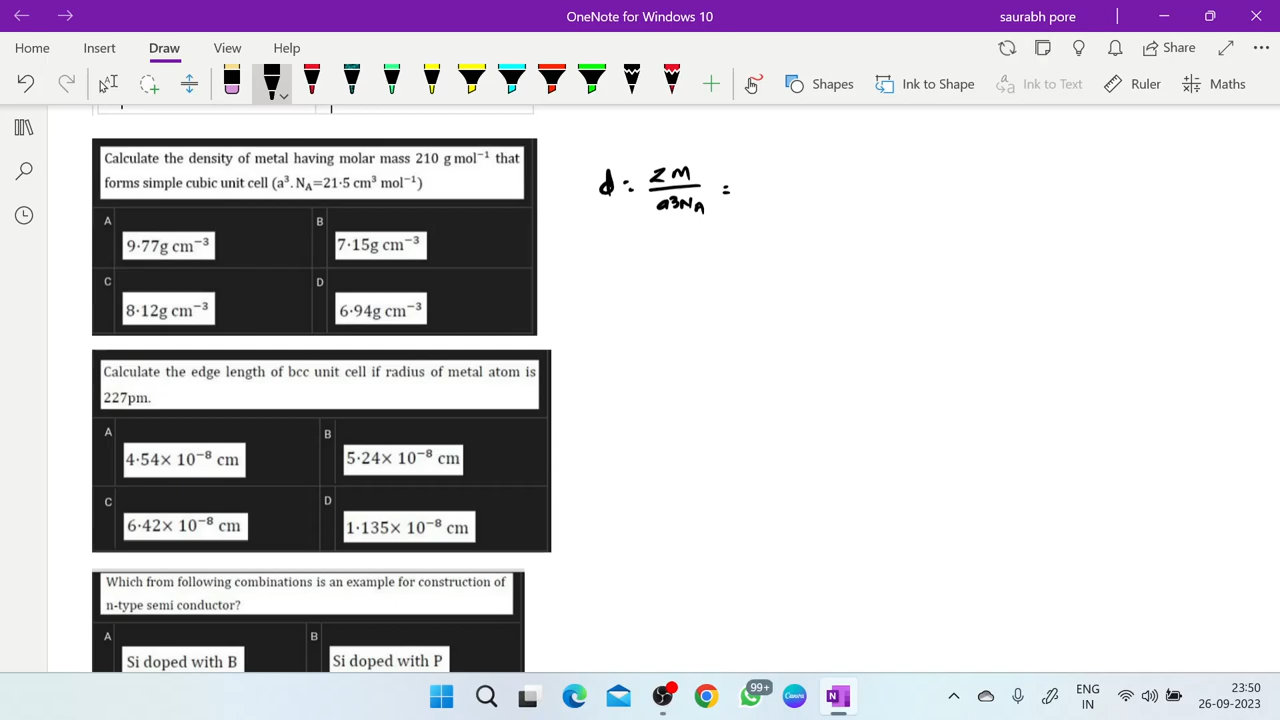 OneNote for Windows 10
saurabh pore
Home Insert Draw View Help
Share
Shapes Ink to Shape Ink to Text Ruler Maths
Calculate the density of metal having molar mass 210 g mol⁻¹ that
forms simple cubic unit cell (a³. N_A=21·5 cm³ mol⁻¹)
A 9·77g cm⁻³
B 7·15g cm⁻³
C 8·12g cm⁻³
D 6·94g cm⁻³
d = ZM / a³N_A =
Calculate the edge length of bcc unit cell if radius of metal atom is
227pm.
A 4·54× 10⁻⁸ cm
B 5·24× 10⁻⁸ cm
C 6·42× 10⁻⁸ cm
D 1·135× 10⁻⁸ cm
Which from following combinations is an example for construction of
n-type semi conductor?
A Si doped with B
B Si doped with P
99+
Canva
ENG
IN
23:50
26-09-2023